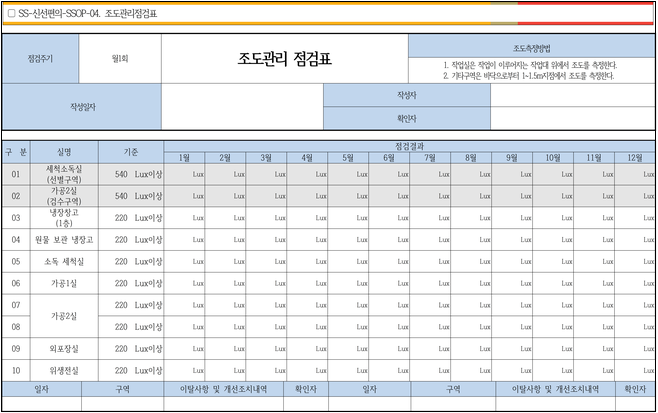 □ SS-신선편의-SSOP-04. 조도관리점검표
점검주기 월1회 조도관리 점검표 조도측정방법
1. 작업실은 작업이 이루어지는 작업대 위에서 조도를 측정한다.
2. 기타구역은 바닥으로부터 1~1.5m지점에서 조도를 측정한다.
작성일자 작성자
확인자
구 분 실명 기준 점검결과
1월 2월 3월 4월 5월 6월 7월 8월 9월 10월 11월 12월
01 세척소독실 (선별구역) 540 Lux이상 Lux Lux Lux Lux Lux Lux Lux Lux Lux Lux Lux Lux
02 가공2실 (검수구역) 540 Lux이상 Lux Lux Lux Lux Lux Lux Lux Lux Lux Lux Lux Lux
03 냉장창고 (1층) 220 Lux이상 Lux Lux Lux Lux Lux Lux Lux Lux Lux Lux Lux Lux
04 원물 보관 냉장고 220 Lux이상 Lux Lux Lux Lux Lux Lux Lux Lux Lux Lux Lux Lux
05 소독 세척실 220 Lux이상 Lux Lux Lux Lux Lux Lux Lux Lux Lux Lux Lux Lux
06 가공1실 220 Lux이상 Lux Lux Lux Lux Lux Lux Lux Lux Lux Lux Lux Lux
07 가공2실 220 Lux이상 Lux Lux Lux Lux Lux Lux Lux Lux Lux Lux Lux Lux
08 220 Lux이상 Lux Lux Lux Lux Lux Lux Lux Lux Lux Lux Lux Lux
09 외포장실 220 Lux이상 Lux Lux Lux Lux Lux Lux Lux Lux Lux Lux Lux Lux
10 위생전실 220 Lux이상 Lux Lux Lux Lux Lux Lux Lux Lux Lux Lux Lux Lux
일자 구역 이탈사항 및 개선조치내역 확인자 일자 구역 이탈사항 및 개선조치내역 확인자